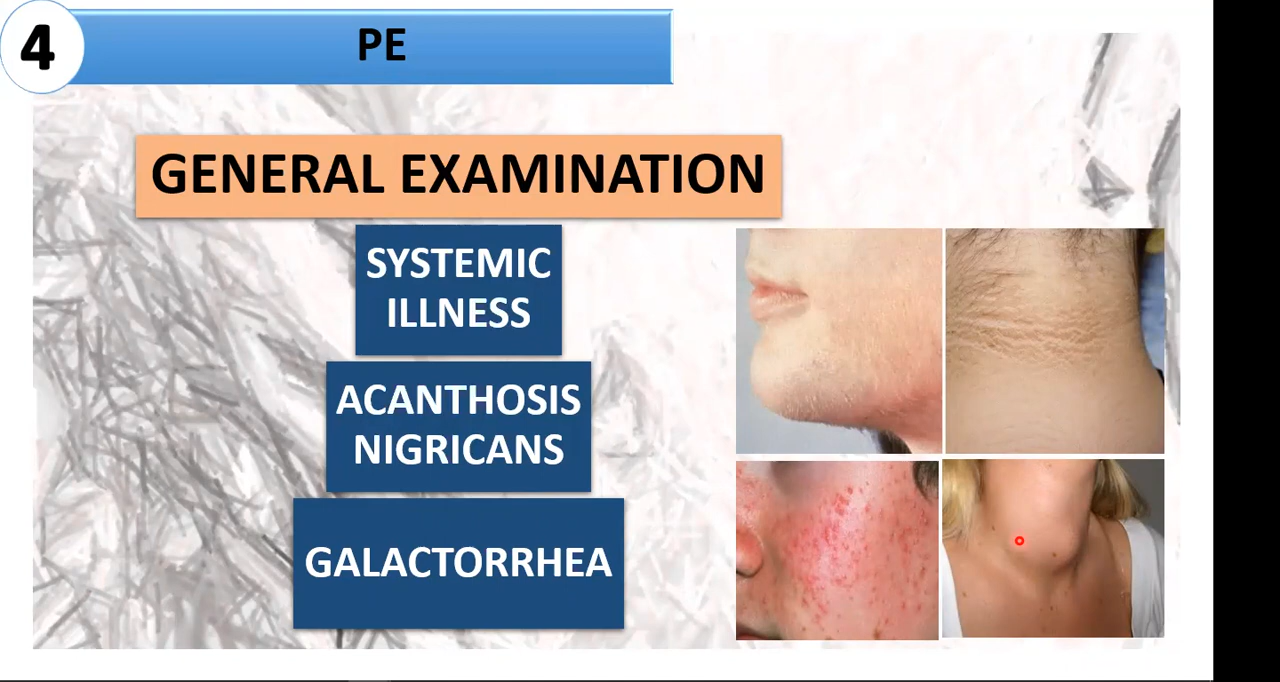 4
PE
GENERAL EXAMINATION
SYSTEMIC
ILLNESS
ACANTHOSIS
NIGRICANS
GALACTORRHEA